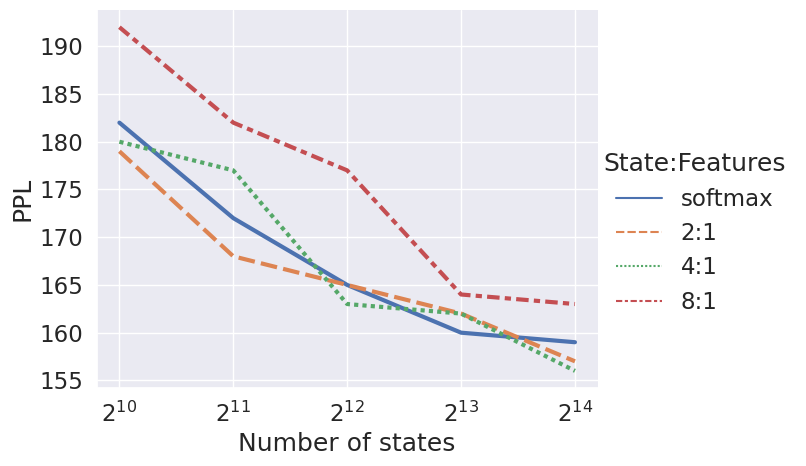 190
185
180
175
170
165
160
155
PPL
2^10 2^11 2^12 2^13 2^14
Number of states
State:Features
softmax
2:1
4:1
8:1